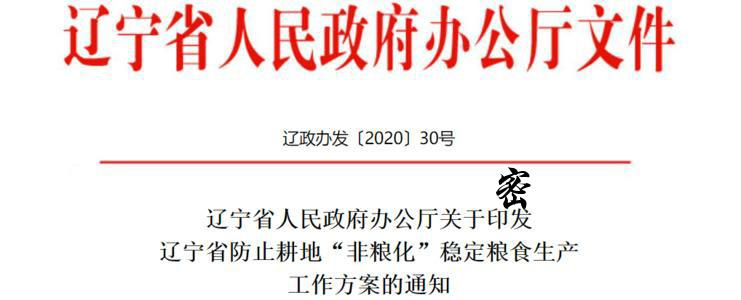 辽宁省人民政府办公厅文件
辽政办发〔2020〕30号
密
辽宁省人民政府办公厅关于印发
辽宁省防止耕地“非粮化”稳定粮食生产
工作方案的通知